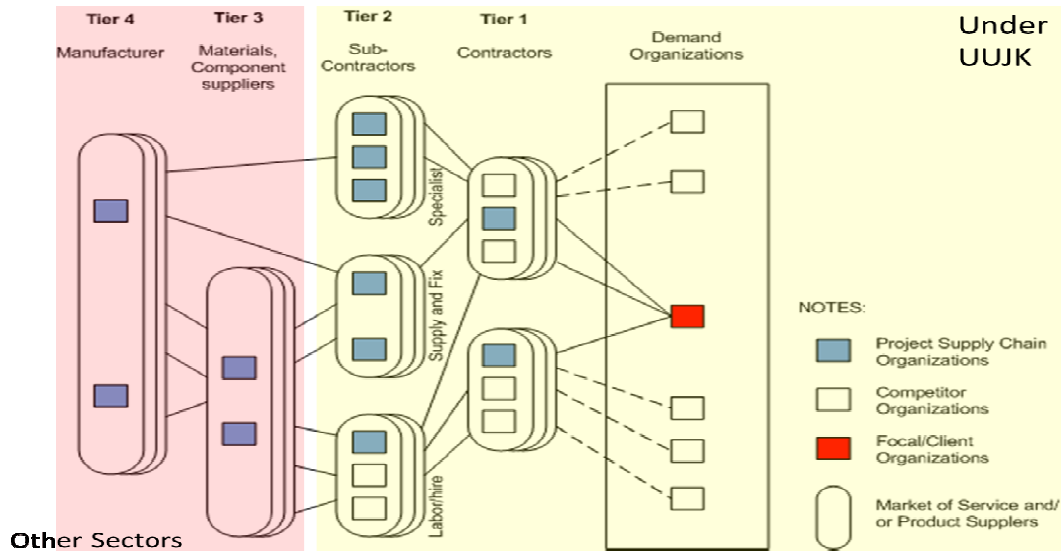 Tier 4
Manufacturer
Tier 3
Materials,
Component
suppliers
Tier 2
Sub-
Contractors
Tier 1
Contractors
Demand
Organizations
Under
UUJK
Specialist
Supply and Fix
Labor/hire
NOTES:
Project Supply Chain
Organizations
Competitor
Organizations
Focal/Client
Organizations
Market of Service and/
or Product Suppliers
Other Sectors